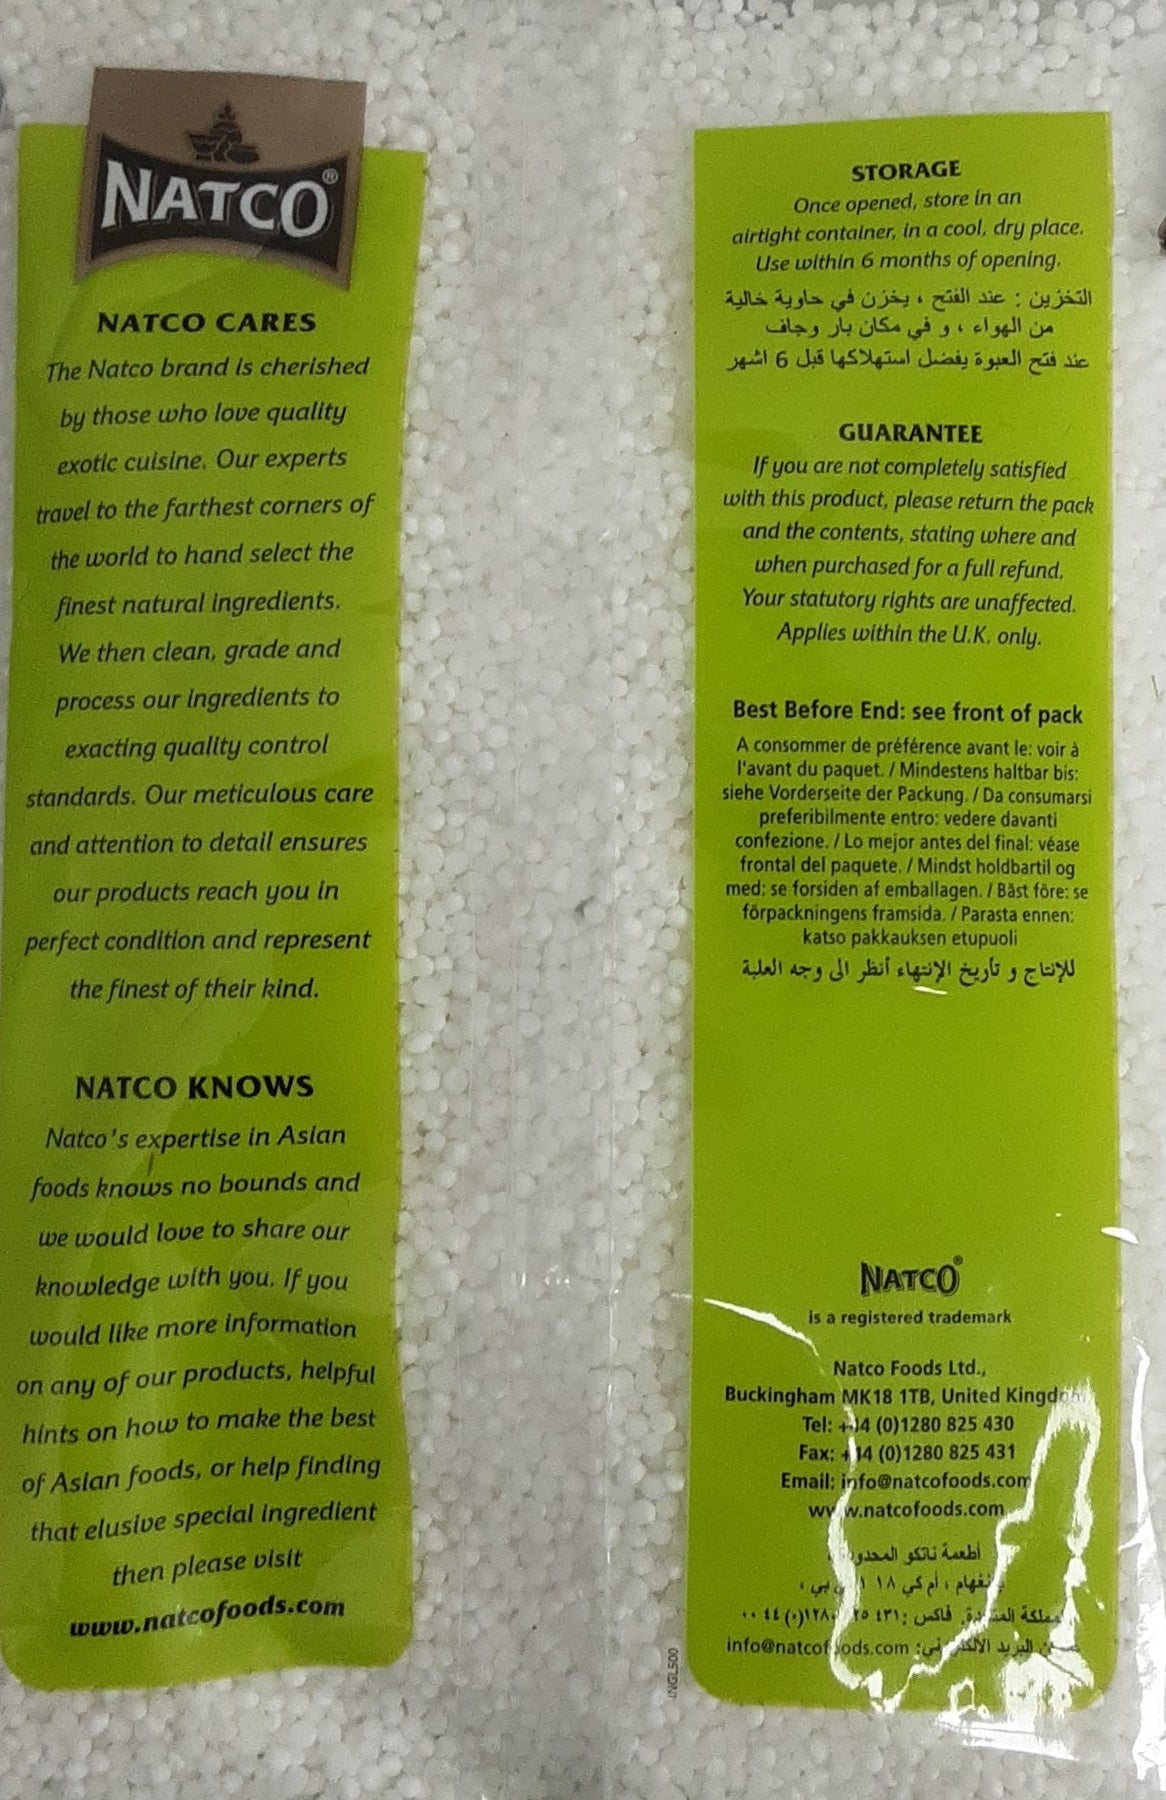 NATCO®
NATCO CARES
The Natco brand is cherished
by those who love quality
exotic cuisine. Our experts
travel to the farthest corners of
the world to hand select the
finest natural ingredients.
We then clean, grade and
process our ingredients to
exacting quality control
standards. Our meticulous care
and attention to detail ensures
our products reach you in
perfect condition and represent
the finest of their kind.
NATCO KNOWS
Natco's expertise in Asian
foods knows no bounds and
we would love to share our
knowledge with you. If you
would like more information
on any of our products, helpful
hints on how to make the best
of Asian foods, or help finding
that elusive special ingredient
then please visit
www.natcofoods.com
STORAGE
Once opened, store in an
airtight container, in a cool, dry place.
Use within 6 months of opening.
التخزين : عند الفتح ، يخزن في حاوية خالية
من الهواء ، و في مكان بار وجاف
عند فتح العبوة يفضل استهلاكها قبل 6 اشهر
GUARANTEE
If you are not completely satisfied
with this product, please return the pack
and the contents, stating where and
when purchased for a full refund.
Your statutory rights are unaffected.
Applies within the U.K. only.
Best Before End: see front of pack
A consommer de préférence avant le: voir à
l'avant du paquet. / Mindestens haltbar bis:
siehe Vorderseite der Packung. / Da consumarsi
preferibilmente entro: vedere davanti
confezione. / Lo mejor antes del final: véase
frontal del paquete. / Mindst holdbartil og
med: se forsiden af emballagen. / Bäst före: se
förpackningens framsida. / Parasta ennen:
katso pakkauksen etupuoli
للإنتاج و تأريخ الإنتهاء أنظر الى وجه العلبة
NATCO®
is a registered trademark
Natco Foods Ltd.,
Buckingham MK18 1TB, United Kingdom
Tel: +44 (0)1280 825 430
Fax: +44 (0)1280 825 431
Email: info@natcofoods.com
www.natcofoods.com
أطعمة ناتكو
، أم كي ١٨
فاكس :
info@natcofoods.com البريد